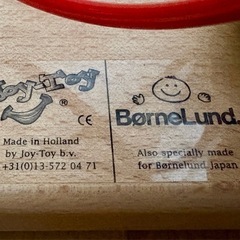 Joy-Toy
®
CE
Made in Holland
by Joy-Toy b.v.
+31(0)13-572 04 71
BørneLund.
Also specially made
for Børnelund Japan